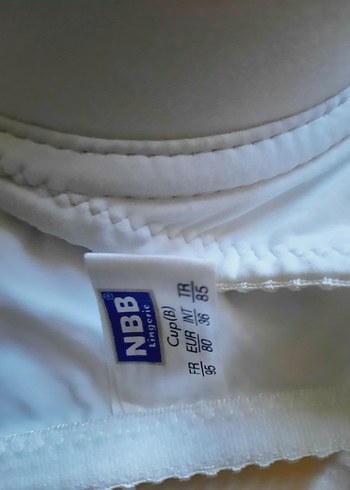 NBB®
Lingerie
Cup(B)
FR EUR INT TR
95 80 36 85